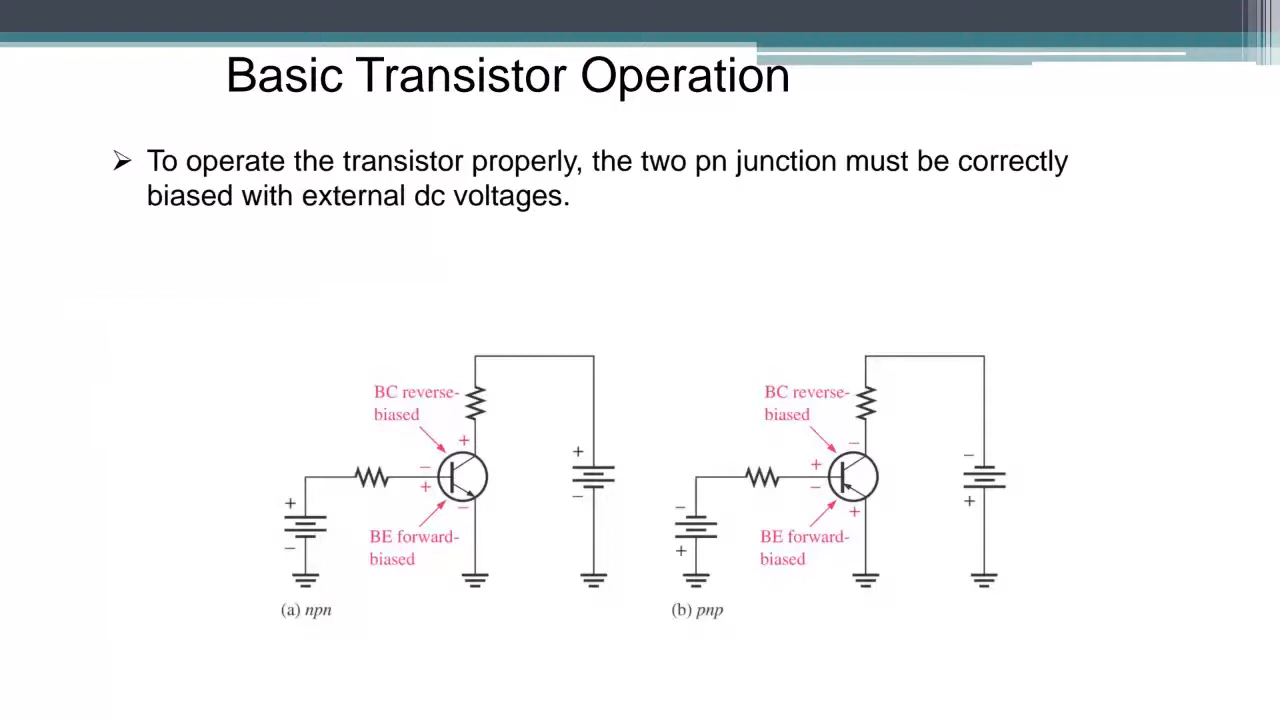 Basic Transistor Operation
➢ To operate the transistor properly, the two pn junction must be correctly
biased with external dc voltages.
BC reverse-
biased
+
−
+
−
BE forward-
biased
+
−
+
−
(a) npn
BC reverse-
biased
−
+
−
+
BE forward-
biased
−
+
−
+
(b) pnp